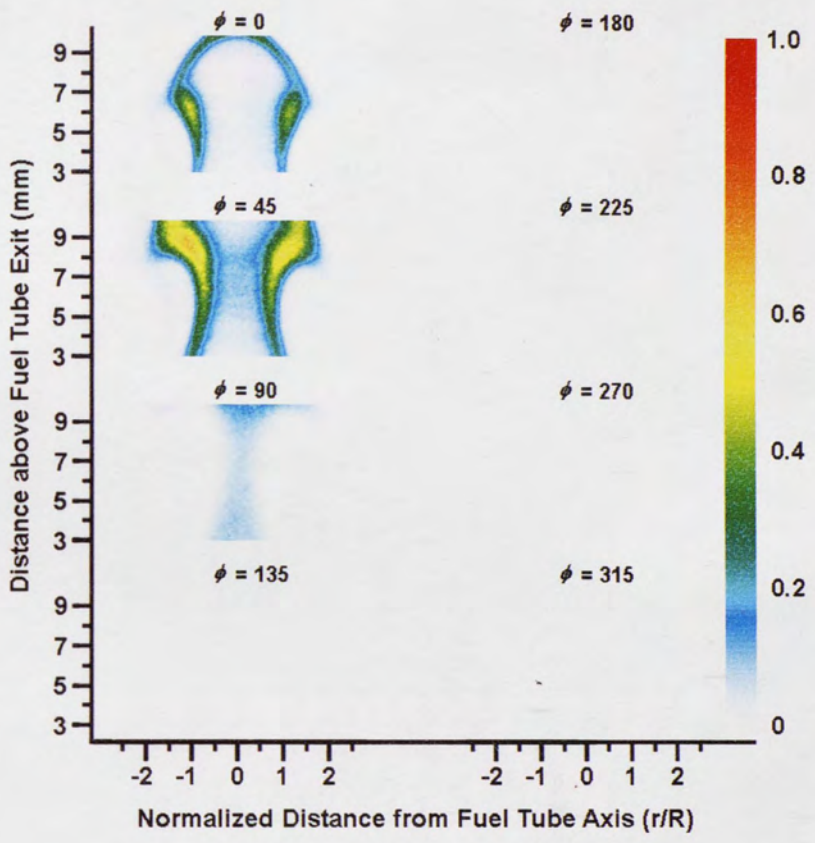 ϕ = 0
ϕ = 180
9
7
5
3
ϕ = 45
ϕ = 225
9
7
5
3
ϕ = 90
ϕ = 270
9
7
5
3
ϕ = 135
ϕ = 315
9
7
5
3
-2 -1 0 1 2
-2 -1 0 1 2
Normalized Distance from Fuel Tube Axis (r/R)
Distance above Fuel Tube Exit (mm)
1.0
0.8
0.6
0.4
0.2
0